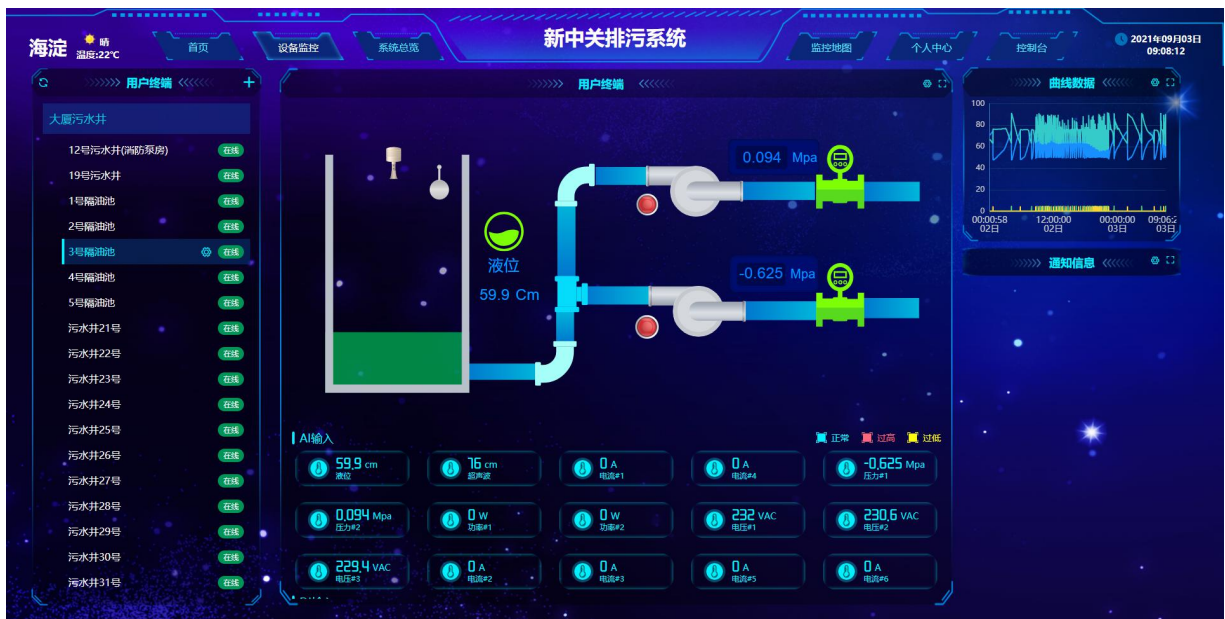 海淀
晴
温度:22℃
首页
设备监控
系统总览
新中关排污系统
监控地图
个人中心
控制台
2021年09月03日
09:08:12
用户终端
大厦污水井
12号污水井(消防泵房) 在线
19号污水井 在线
1号隔油池 在线
2号隔油池 在线
3号隔油池 在线
4号隔油池 在线
5号隔油池 在线
污水井21号 在线
污水井22号 在线
污水井23号 在线
污水井24号 在线
污水井25号 在线
污水井26号 在线
污水井27号 在线
污水井28号 在线
污水井29号 在线
污水井30号 在线
污水井31号 在线
用户终端
0.094 Mpa
液位
59.9 Cm
-0.625 Mpa
AI输入
正常 过高 过低
59.9 cm
液位
16 cm
超声波
0 A
电流#1
0 A
电流#4
-0.625 Mpa
压力#1
0.094 Mpa
压力#2
0 W
功率#1
0 W
功率#2
232 VAC
电压#1
230.6 VAC
电压#2
229.4 VAC
电压#3
0 A
电流#2
0 A
电流#3
0 A
电流#5
0 A
电流#6
曲线数据
100
80
60
40
20
0
00:00:58 12:00:00 00:00:00 09:06:2
02日 02日 03日 03日
通知信息